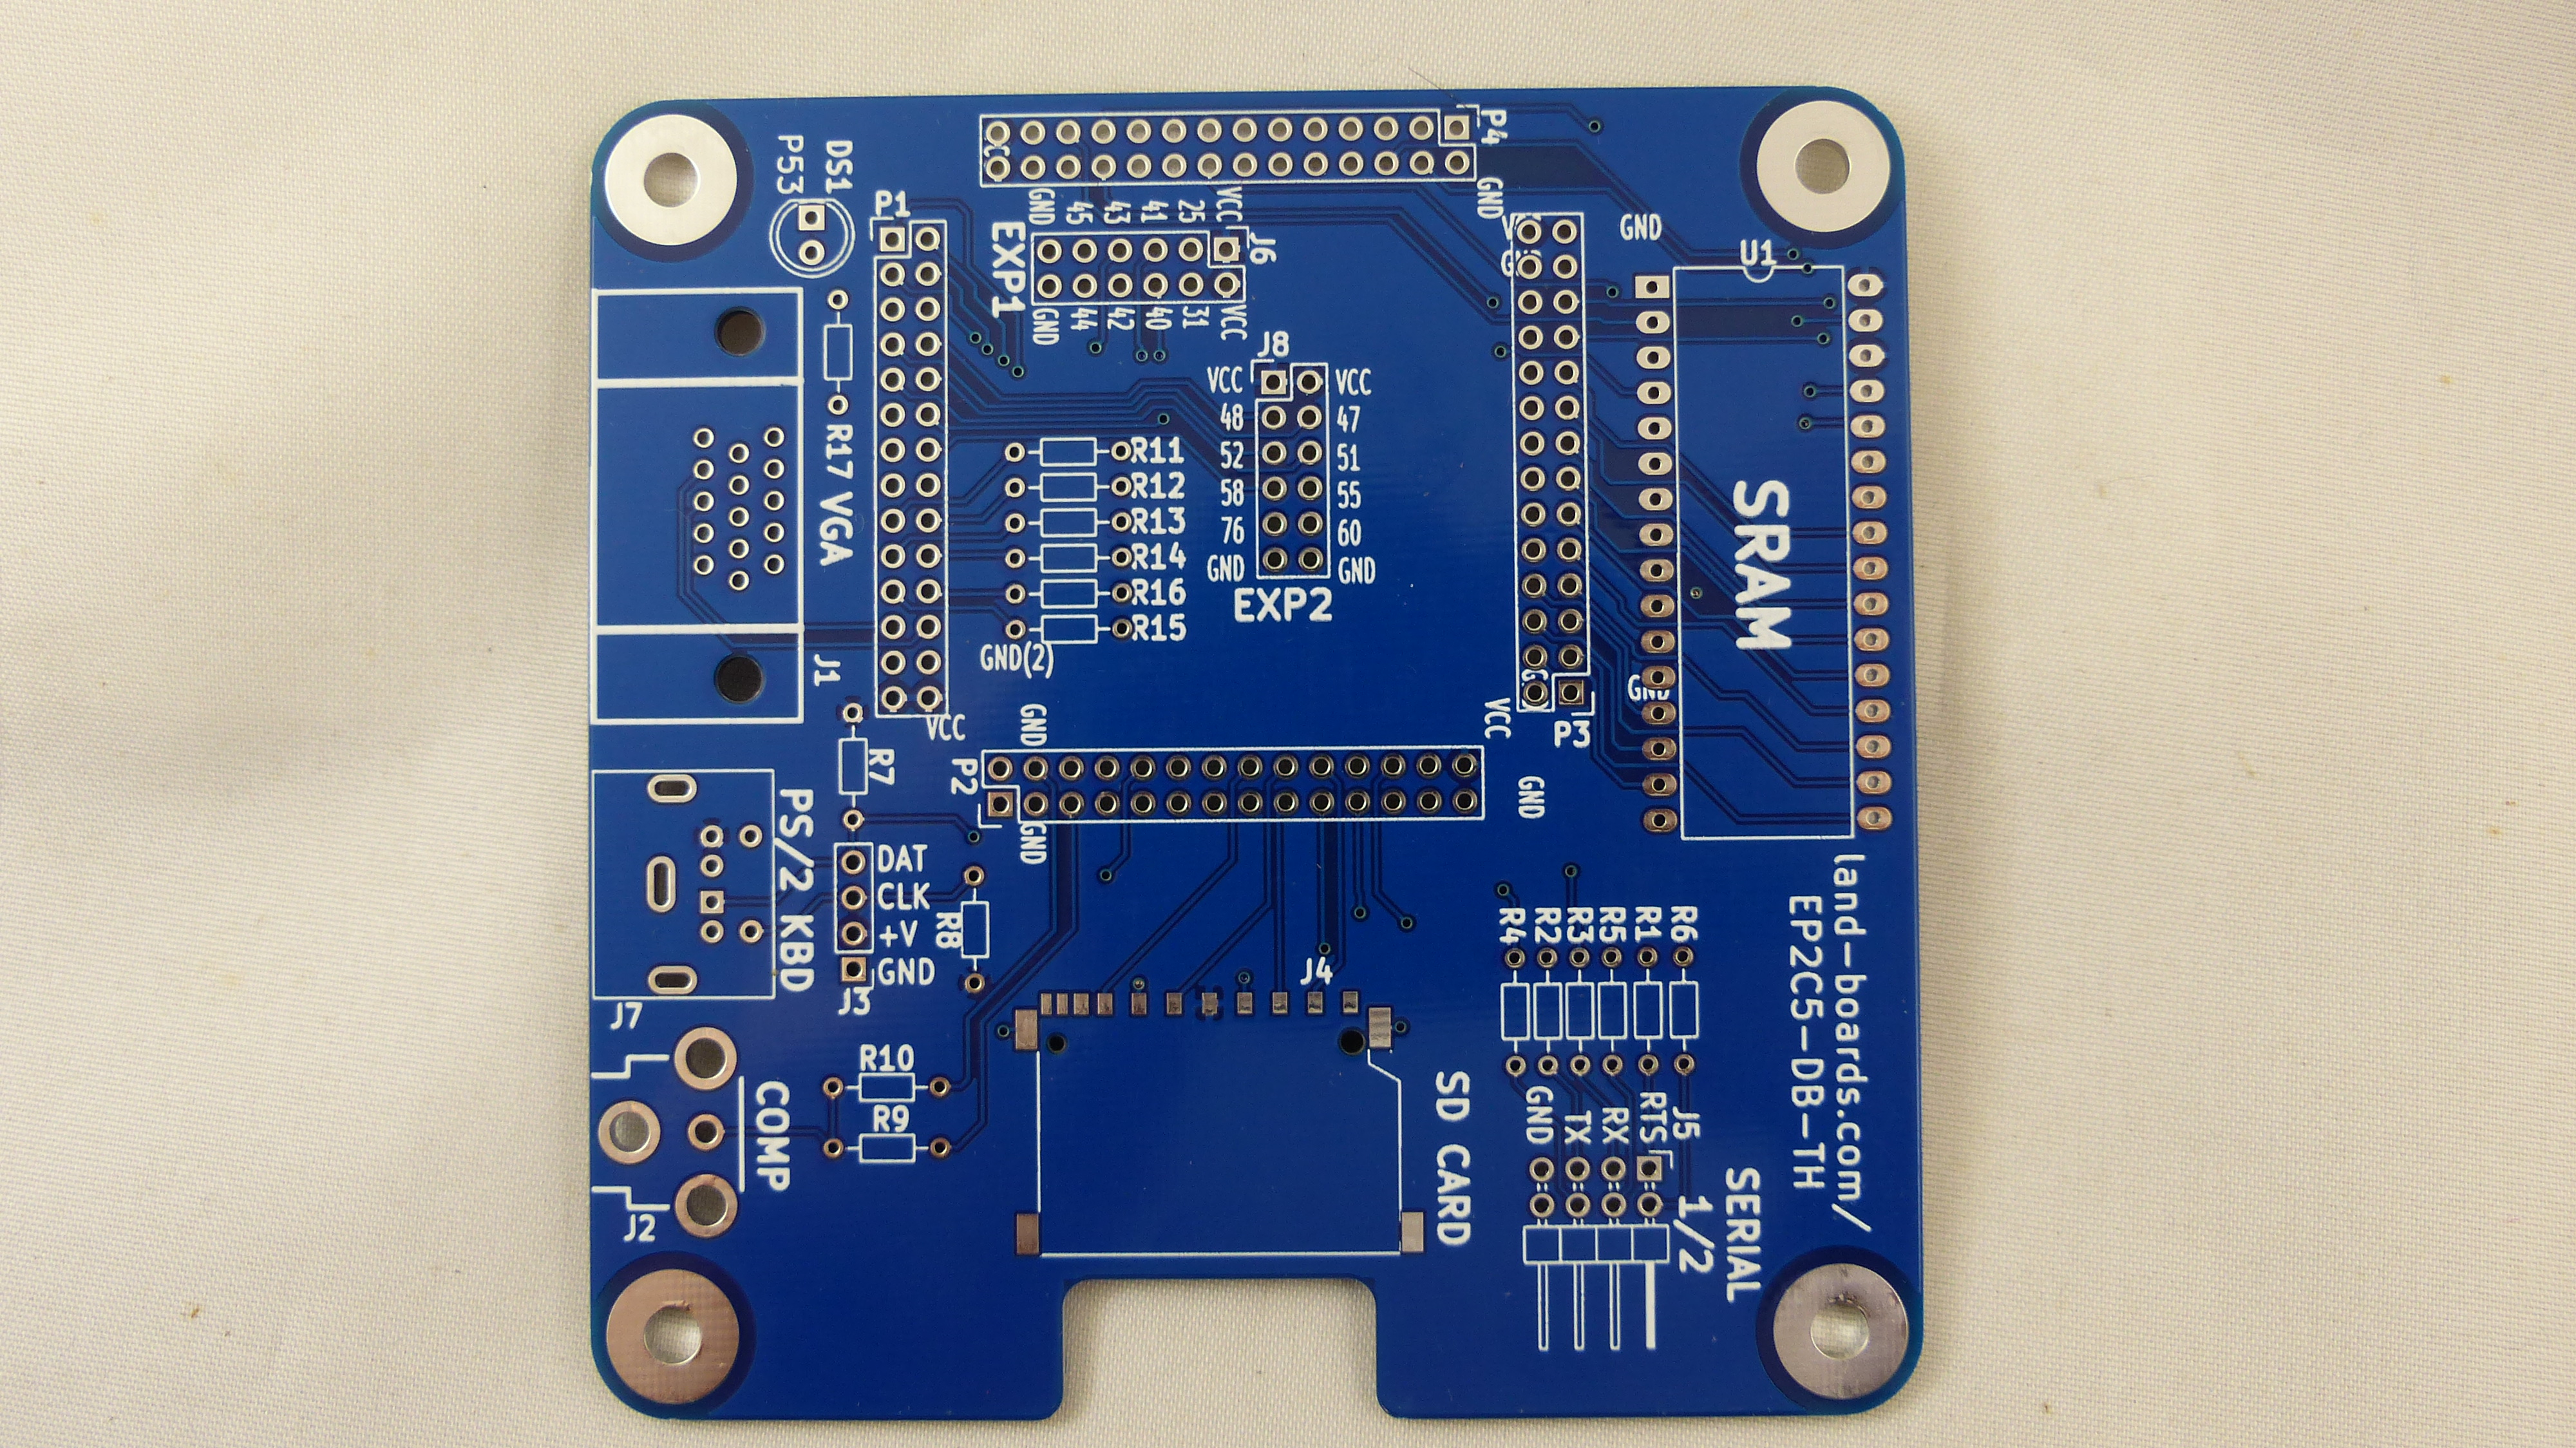 P4
DS1
P53
P1
GND 45 43 41 25 VCC
GND
GND
EXP1
J6
U1
GND 44 42 40 31 VCC
J8
VCC VCC
48 47
52 51
58 55
76 60
GND GND
EXP2
R17
VGA
R11
R12
R13
R14
R16
R15
GND(2)
SRAM
J1
GND
VCC
VCC
P3
GND
R7
P2
GND
GND
PS/2 KBD
DAT
CLK
+V
GND
J3
R8
J7
J4
R4 R2 R3 R5 R1 R6
land-boards.com/
EP2C5-DB-TH
R10
R9
COMP
J2
SD CARD
GND TX RX RTS
J5
SERIAL
1/2